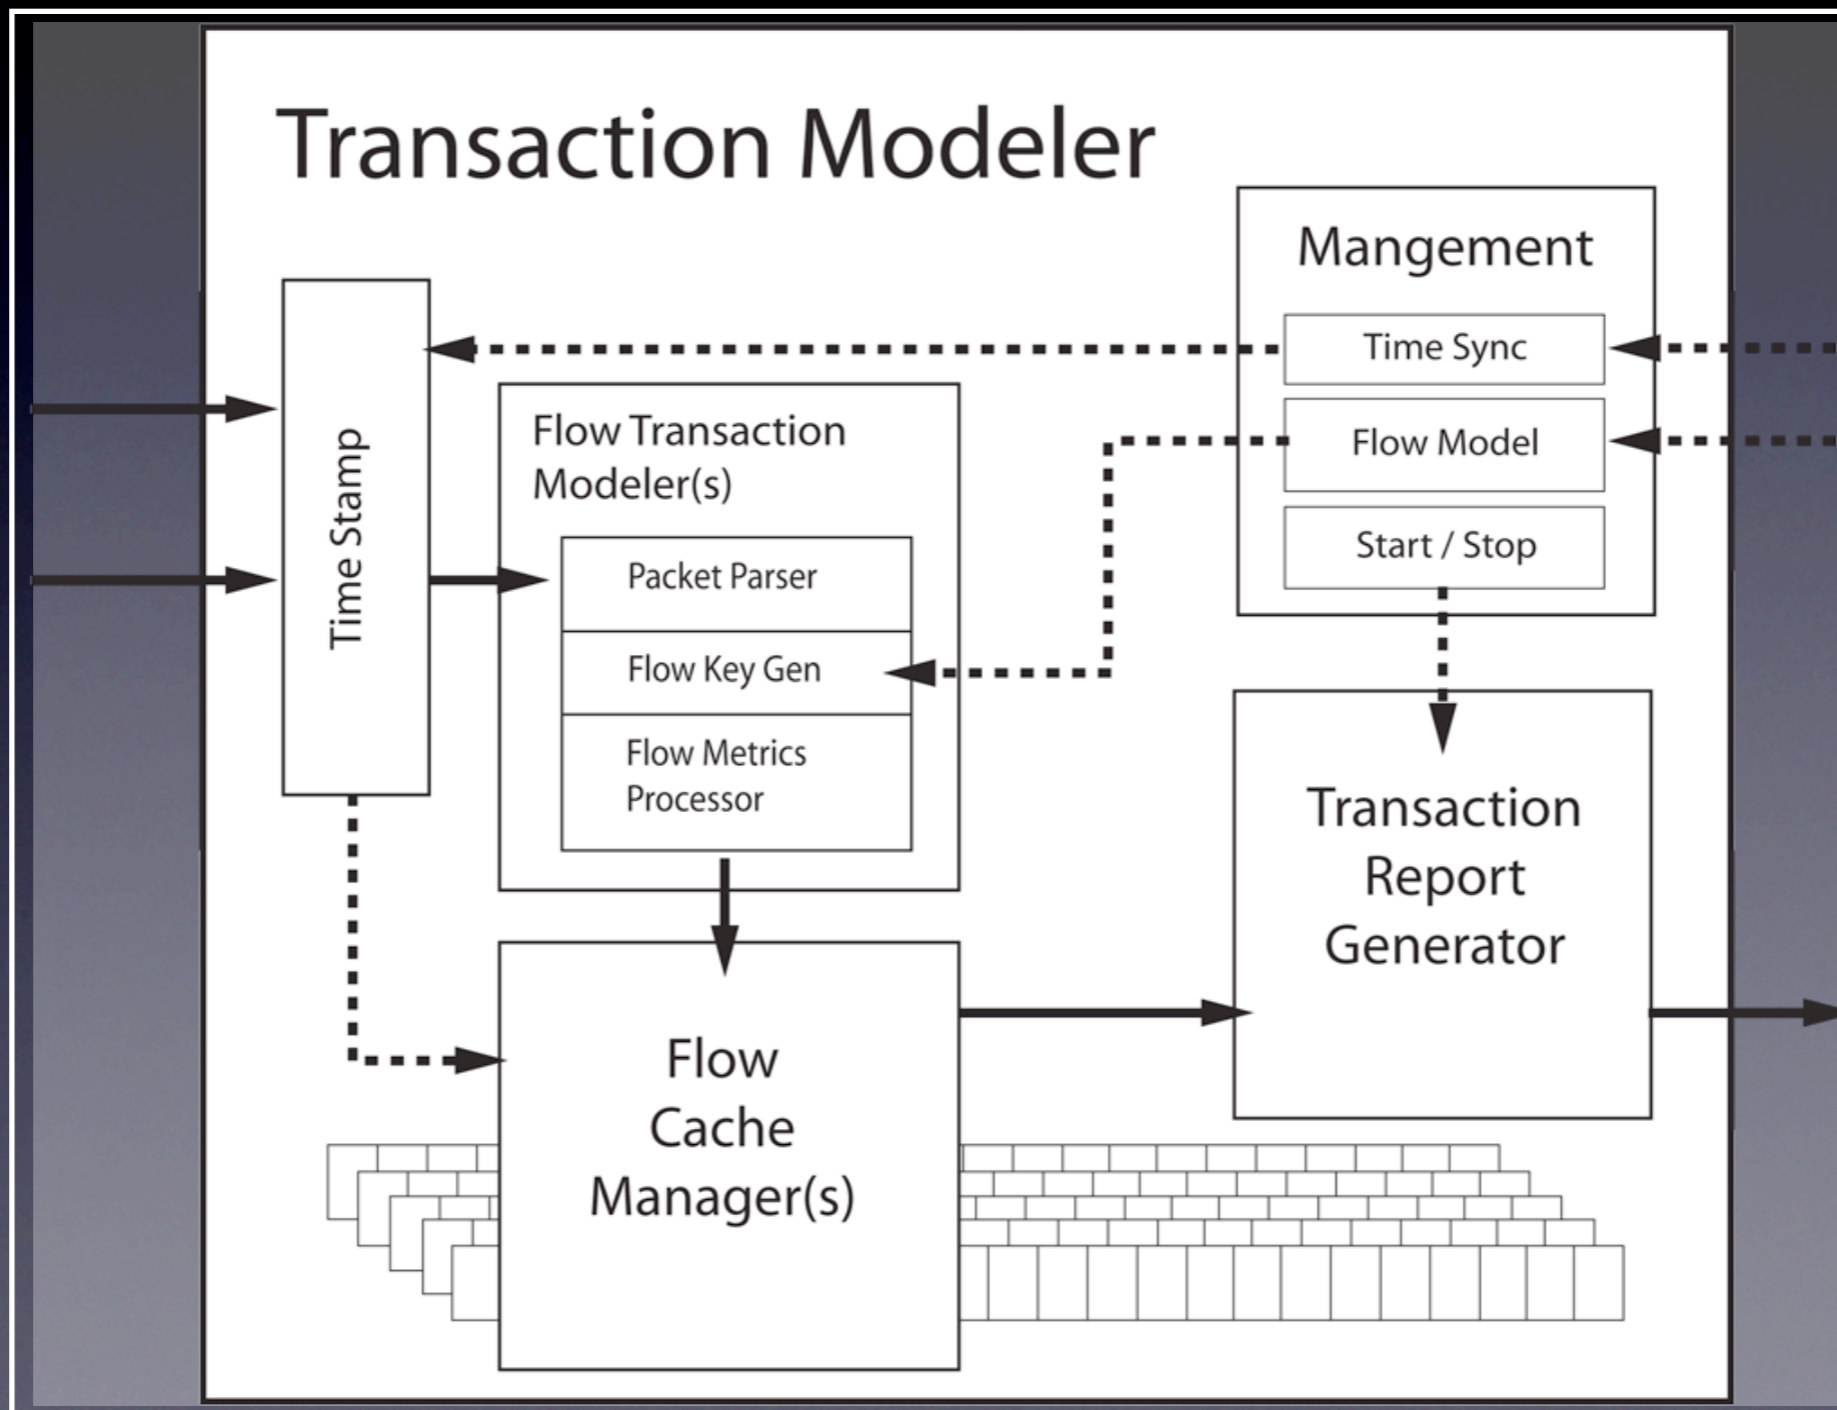 Transaction Modeler
Mangement
Time Sync
Flow Model
Start / Stop
Time Stamp
Flow Transaction
Modeler(s)
Packet Parser
Flow Key Gen
Flow Metrics
Processor
Transaction
Report
Generator
Flow
Cache
Manager(s)